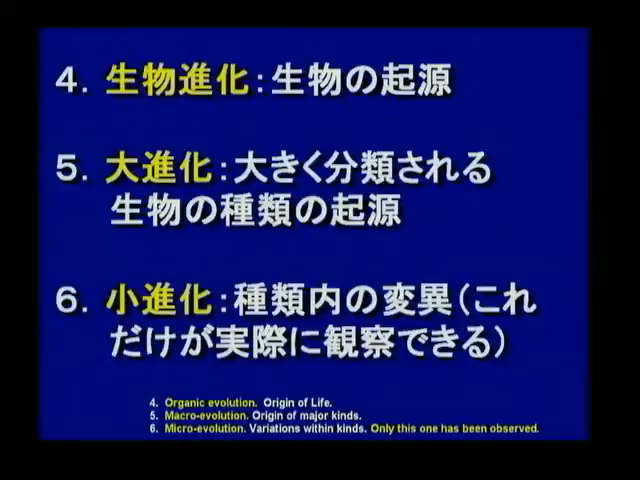 ４．生物進化：生物の起源
５．大進化：大きく分類される
生物の種類の起源
６．小進化：種類内の変異（これ
だけが実際に観察できる）
4. Organic evolution. Origin of Life.
5. Macro-evolution. Origin of major kinds.
6. Micro-evolution. Variations within kinds. Only this one has been observed.